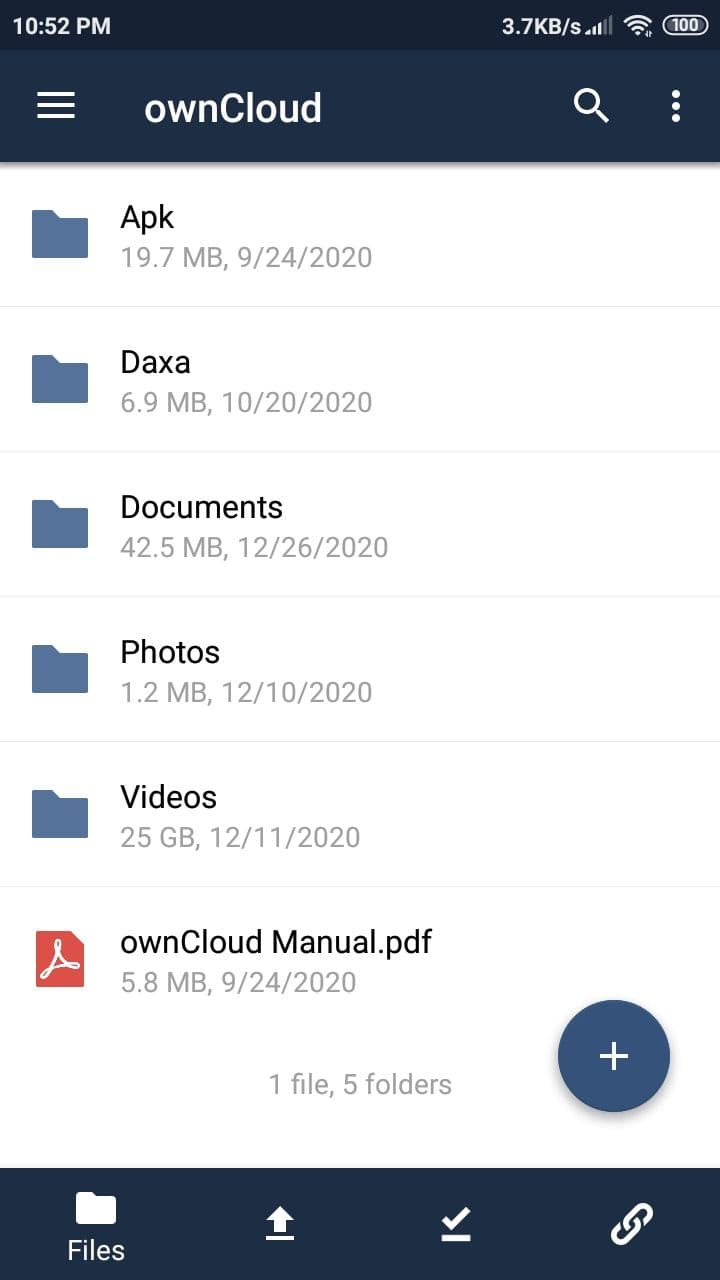 10:52 PM 3.7KB/s 100
ownCloud
Apk
19.7 MB, 9/24/2020
Daxa
6.9 MB, 10/20/2020
Documents
42.5 MB, 12/26/2020
Photos
1.2 MB, 12/10/2020
Videos
25 GB, 12/11/2020
ownCloud Manual.pdf
5.8 MB, 9/24/2020
1 file, 5 folders
Files